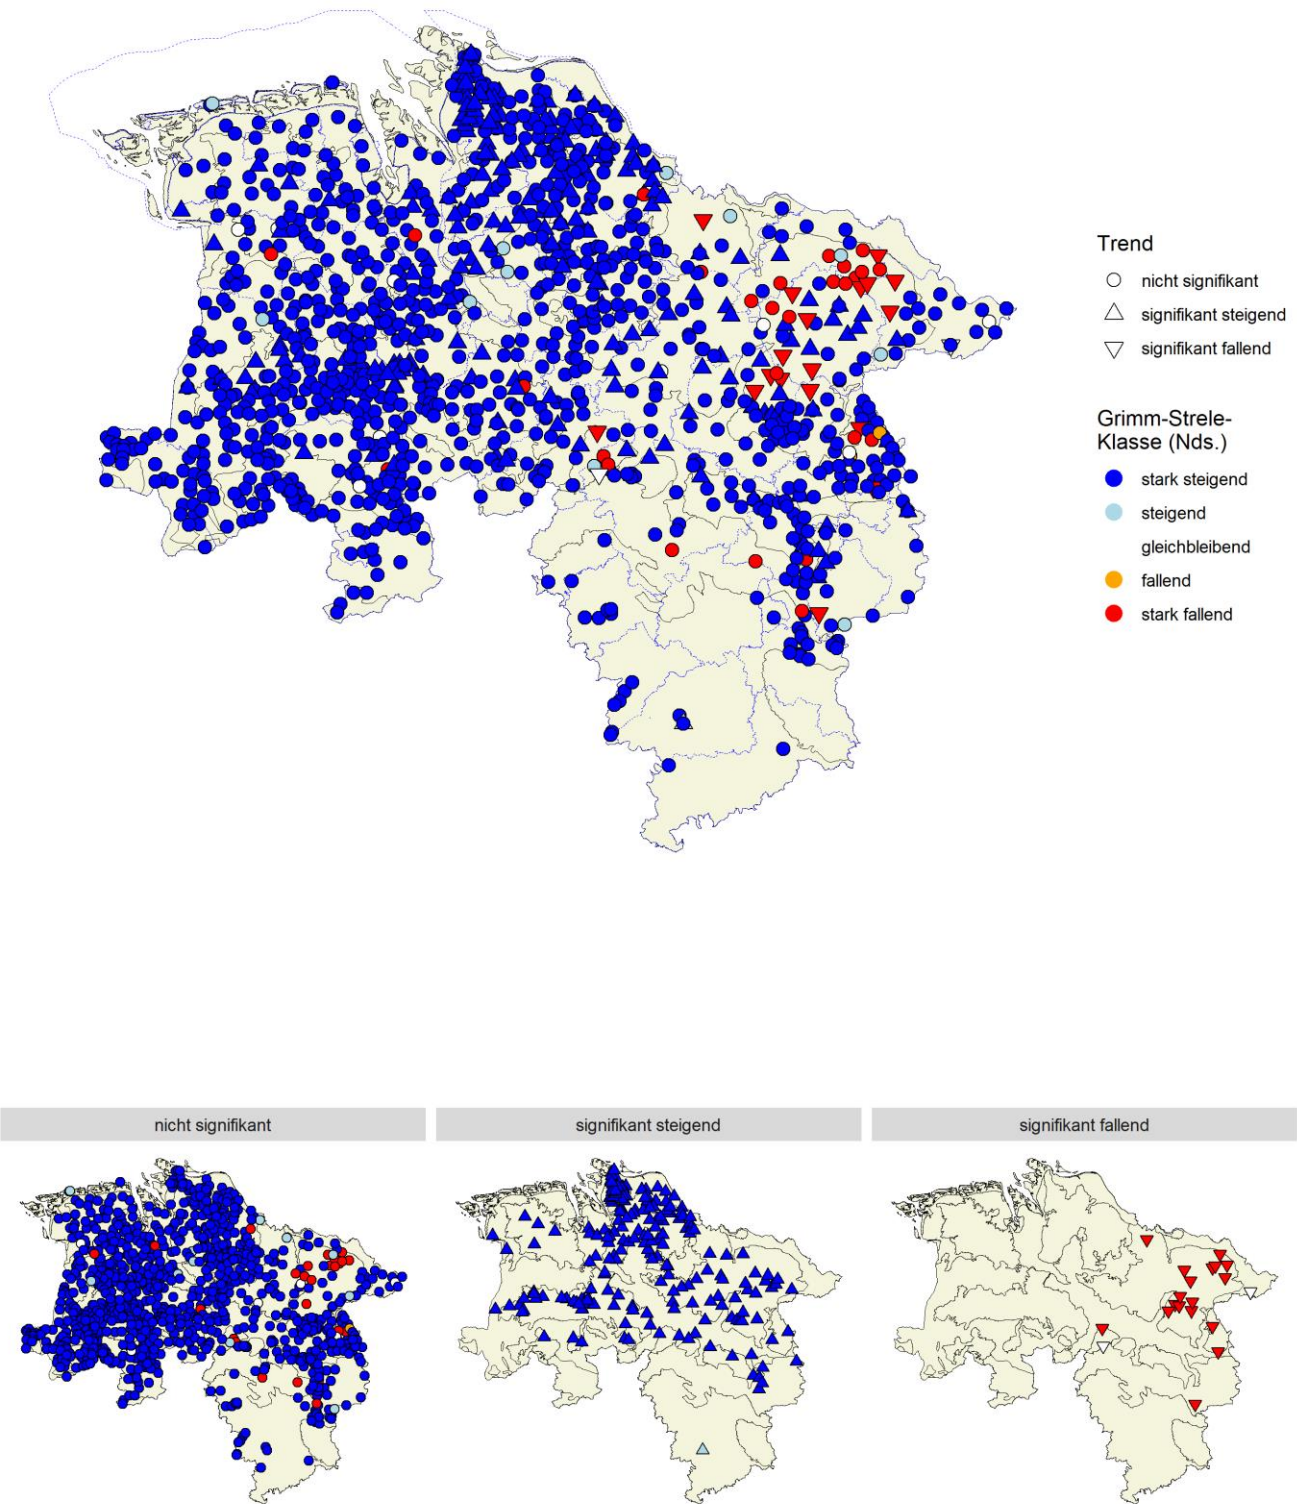 Trend
nicht signifikant
signifikant steigend
signifikant fallend
Grimm-Strele-
Klasse (Nds.)
stark steigend
steigend
gleichbleibend
fallend
stark fallend
nicht signifikant
signifikant steigend
signifikant fallend